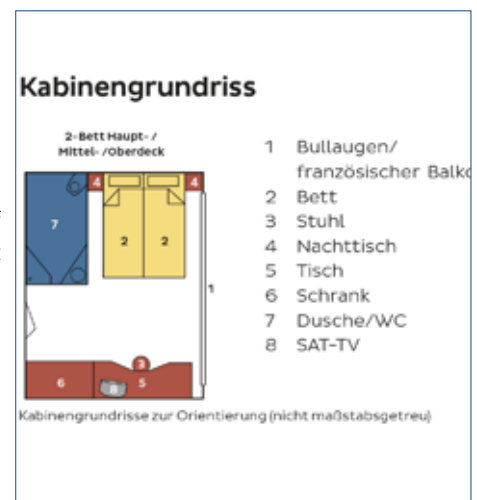 Kabinengrundriss
2-Bett Haupt- /
Mittel- /Oberdeck
1 Bullaugen/
französischer Balko
2 Bett
3 Stuhl
4 Nachttisch
5 Tisch
6 Schrank
7 Dusche/WC
8 SAT-TV
4
4
7
2
2
1
3
6
8
5
Kabinengrundrisse zur Orientierung (nicht maßstabsgetreu)